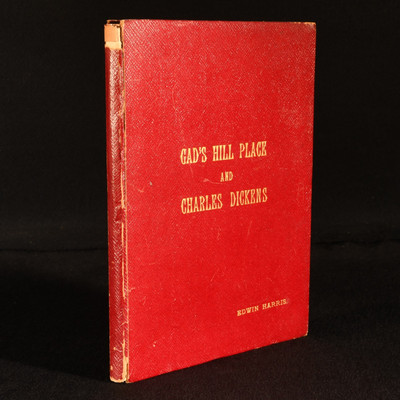 GAD'S HILL PLACE
AND
CHARLES DICKENS
EDWIN HARRIS.